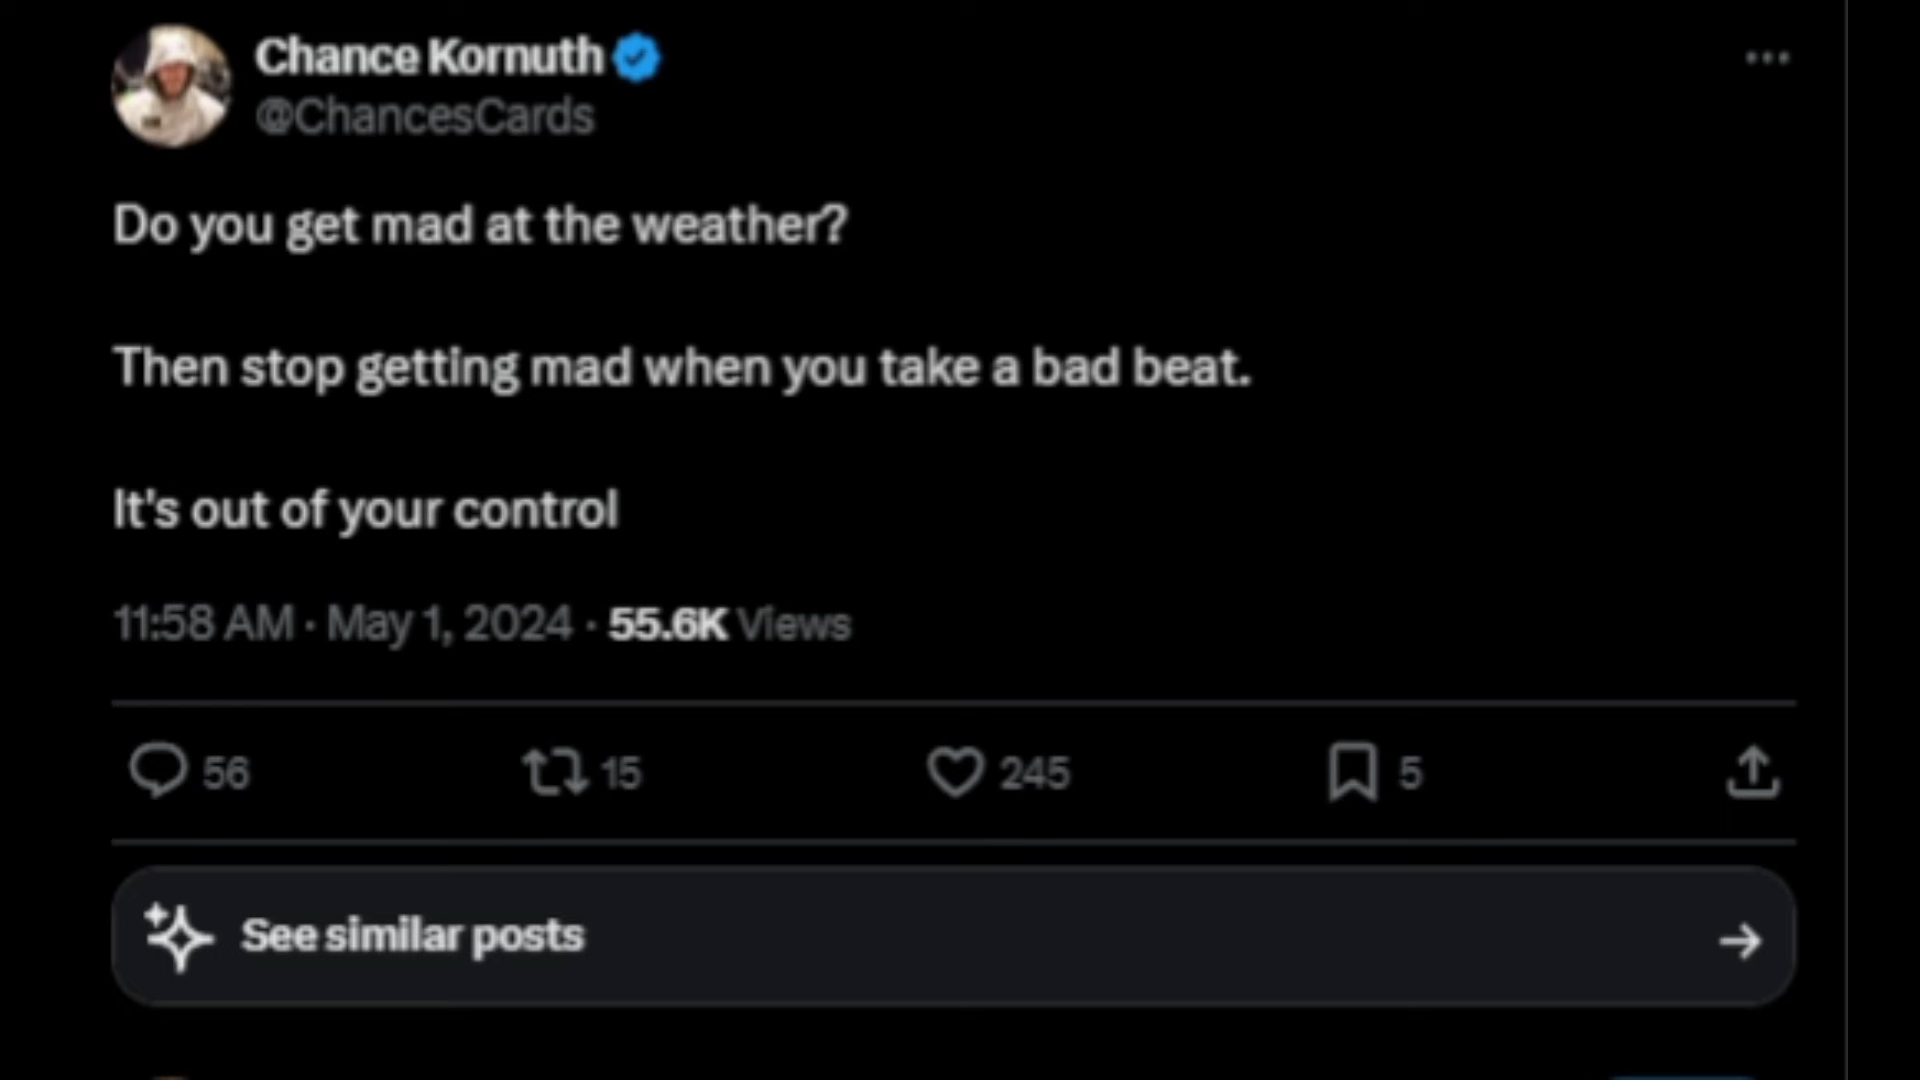 Chance Kornuth
@ChancesCards
Do you get mad at the weather?
Then stop getting mad when you take a bad beat.
It's out of your control
11:58 AM · May 1, 2024 · 55.6K Views
56 15 245 5
See similar posts